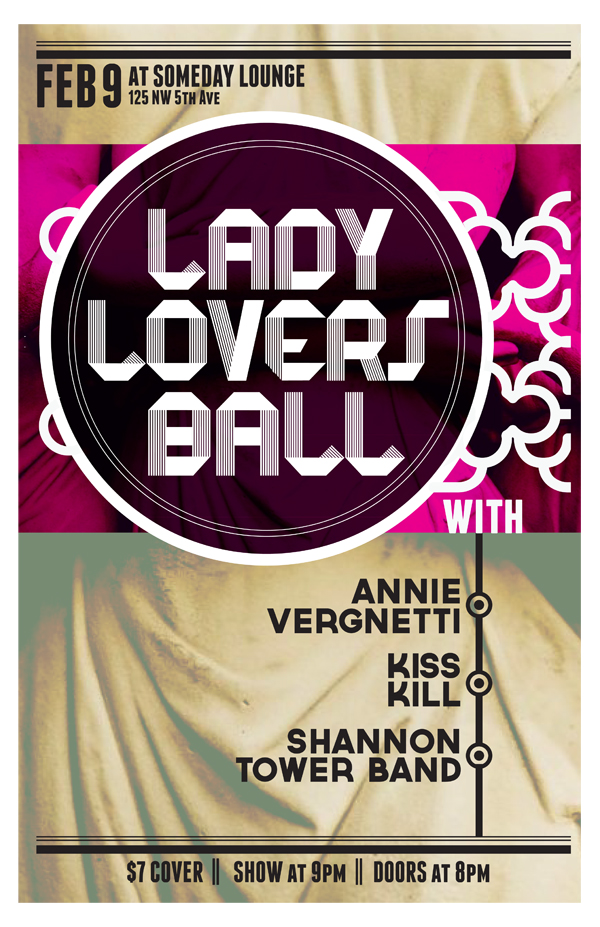 FEB 9 AT SOMEDAY LOUNGE
125 NW 5TH AVE
LADY
LOVERS
BALL
WITH
ANNIE
VERGNETTI
KISS
KILL
SHANNON
TOWER BAND
$7 COVER || SHOW AT 9PM || DOORS AT 8PM